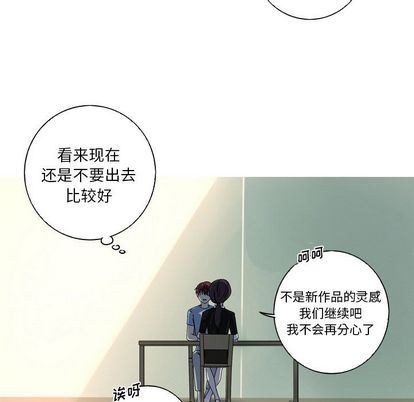 看来现在
还是不要出去
比较好
呵呵
不是新作品的灵感
我们继续吧
我不会再分心了
诶呀